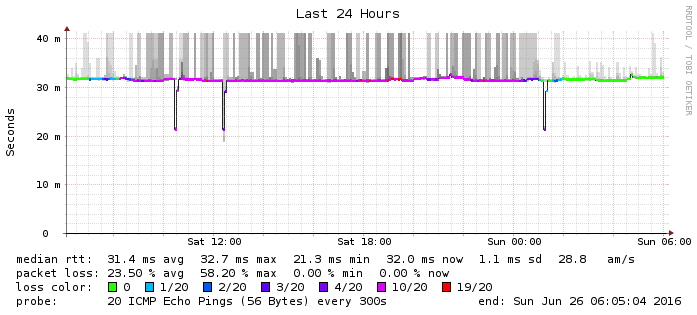 Last 24 Hours
RRDTOOL / TOBI OETIKER
Seconds
40 m
30 m
20 m
10 m
0
Sat 12:00 Sat 18:00 Sun 00:00 Sun 06:00
median rtt: 31.4 ms avg 32.7 ms max 21.3 ms min 32.0 ms now 1.1 ms sd 28.8 am/s
packet loss: 23.50 % avg 58.20 % max 0.00 % min 0.00 % now
loss color: 0 1/20 2/20 3/20 4/20 10/20 19/20
probe: 20 ICMP Echo Pings (56 Bytes) every 300s end: Sun Jun 26 06:05:04 2016